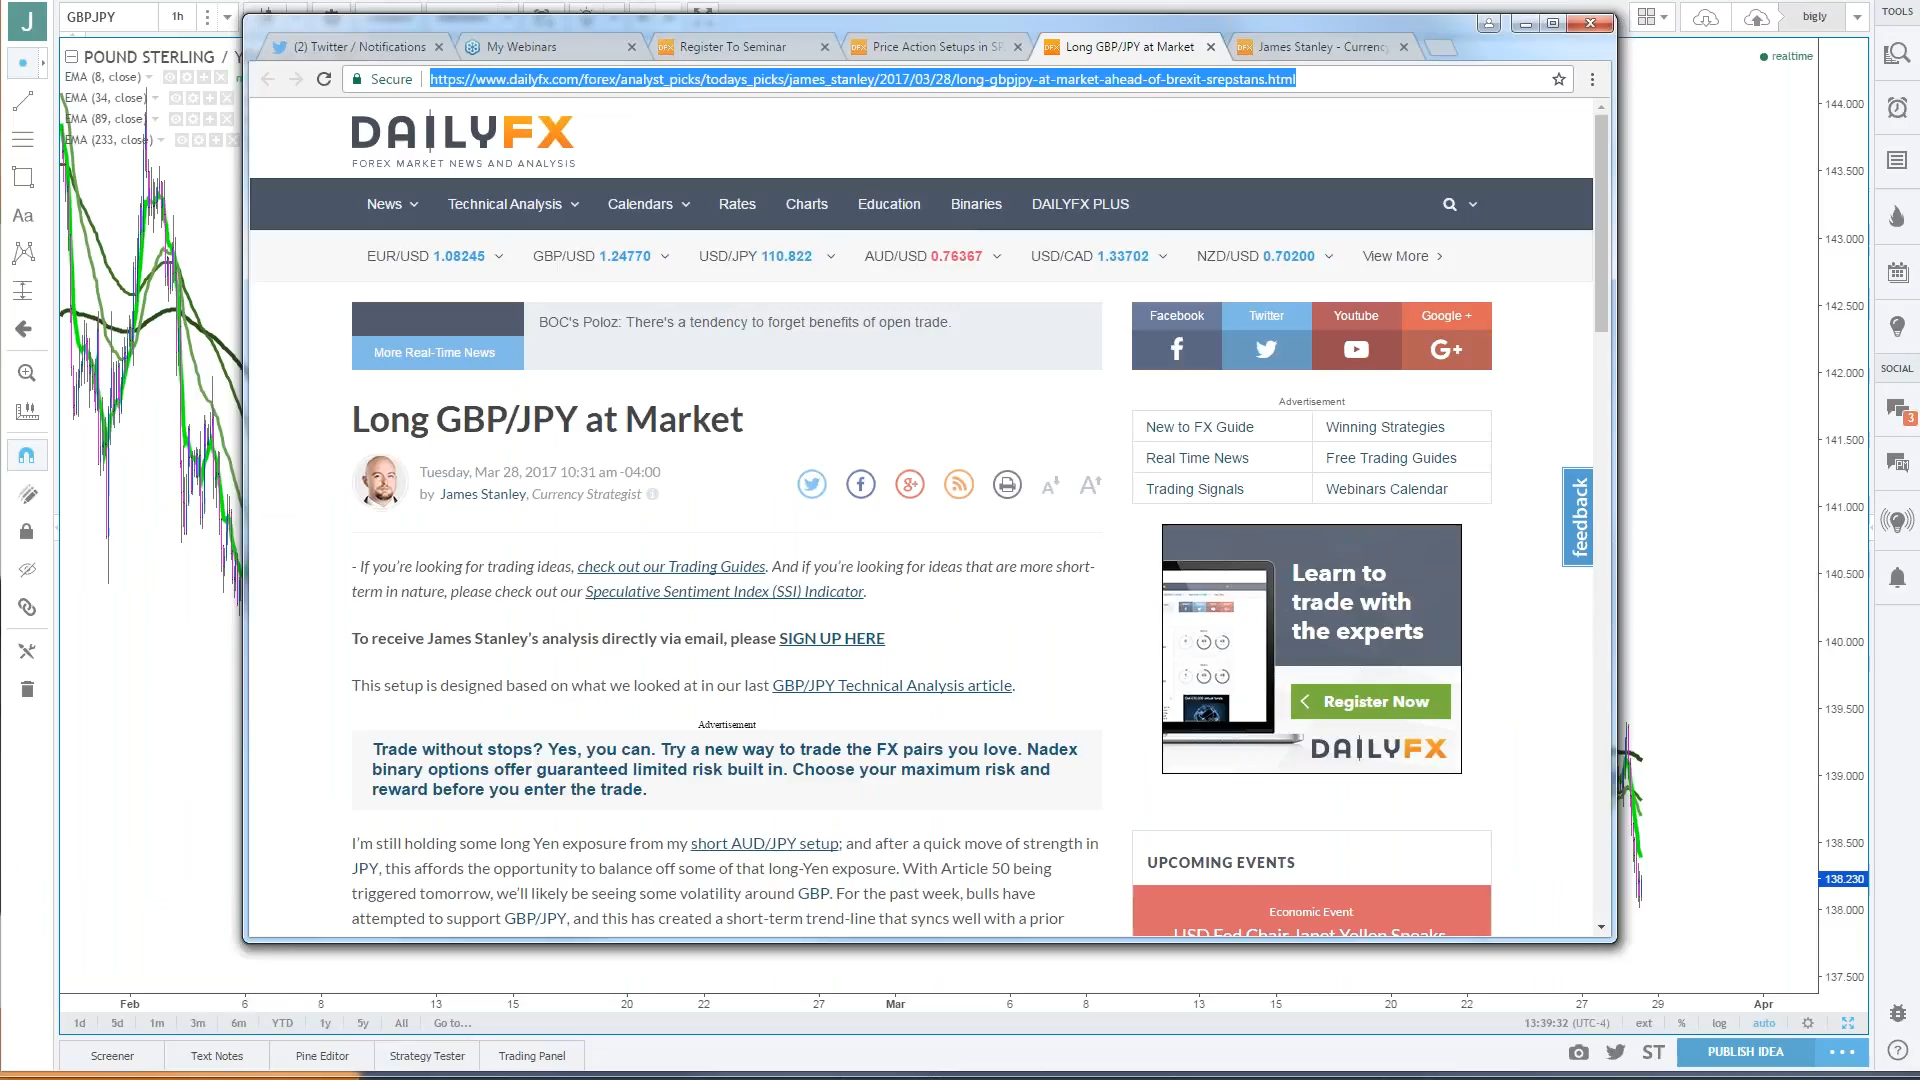 J
GBPJPY
1h
bigly
TOOLS
POUND STERLING / Y
realtime
EMA (8, close)
EMA (34, close)
EMA (89, close)
EMA (233, close)
Aa
(2) Twitter / Notifications
My Webinars
Register To Seminar
Price Action Setups in
Long GBP/JPY at Market
James Stanley - Currency
Secure
https://www.dailyfx.com/forex/analyst_picks/todays_picks/james_stanley/2017/03/28/long-gbpjpy-at-market-ahead-of-brexit-srepstans.html
DAILYFX
FOREX MARKET NEWS AND ANALYSIS
News
Technical Analysis
Calendars
Rates
Charts
Education
Binaries
DAILYFX PLUS
EUR/USD 1.08245
GBP/USD 1.24770
USD/JPY 110.822
AUD/USD 0.76367
USD/CAD 1.33702
NZD/USD 0.70200
View More
BOC's Poloz: There's a tendency to forget benefits of open trade.
More Real-Time News
Facebook
Twitter
Youtube
Google +
Long GBP/JPY at Market
Tuesday, Mar 28, 2017 10:31 am -04:00
by James Stanley, Currency Strategist
- If you're looking for trading ideas, check out our Trading Guides. And if you're looking for ideas that are more short-
term in nature, please check out our Speculative Sentiment Index (SSI) Indicator.
To receive James Stanley's analysis directly via email, please SIGN UP HERE
This setup is designed based on what we looked at in our last GBP/JPY Technical Analysis article.
Advertisement
Trade without stops? Yes, you can. Try a new way to trade the FX pairs you love. Nadex
binary options offer guaranteed limited risk built in. Choose your maximum risk and
reward before you enter the trade.
I'm still holding some long Yen exposure from my short AUD/JPY setup; and after a quick move of strength in
JPY, this affords the opportunity to balance off some of that long-Yen exposure. With Article 50 being
triggered tomorrow, we'll likely be seeing some volatility around GBP. For the past week, bulls have
attempted to support GBP/JPY, and this has created a short-term trend-line that syncs well with a prior
Advertisement
New to FX Guide
Winning Strategies
Real Time News
Free Trading Guides
Trading Signals
Webinars Calendar
Learn to
trade with
the experts
Register Now
DAILYFX
feedback
UPCOMING EVENTS
Economic Event
USD Fed Chair Janet Yellen Speaks
144.000
143.500
143.000
142.500
142.000
141.500
141.000
140.500
140.000
139.500
139.000
138.500
138.230
138.000
137.500
SOCIAL
3
Feb
6
8
13
15
20
22
27
Mar
6
8
13
15
20
22
27
29
Apr
1d
5d
1m
3m
6m
YTD
1y
5y
All
Go to...
13:39:32 (UTC-4)
ext
%
log
auto
Screener
Text Notes
Pine Editor
Strategy Tester
Trading Panel
ST
PUBLISH IDEA